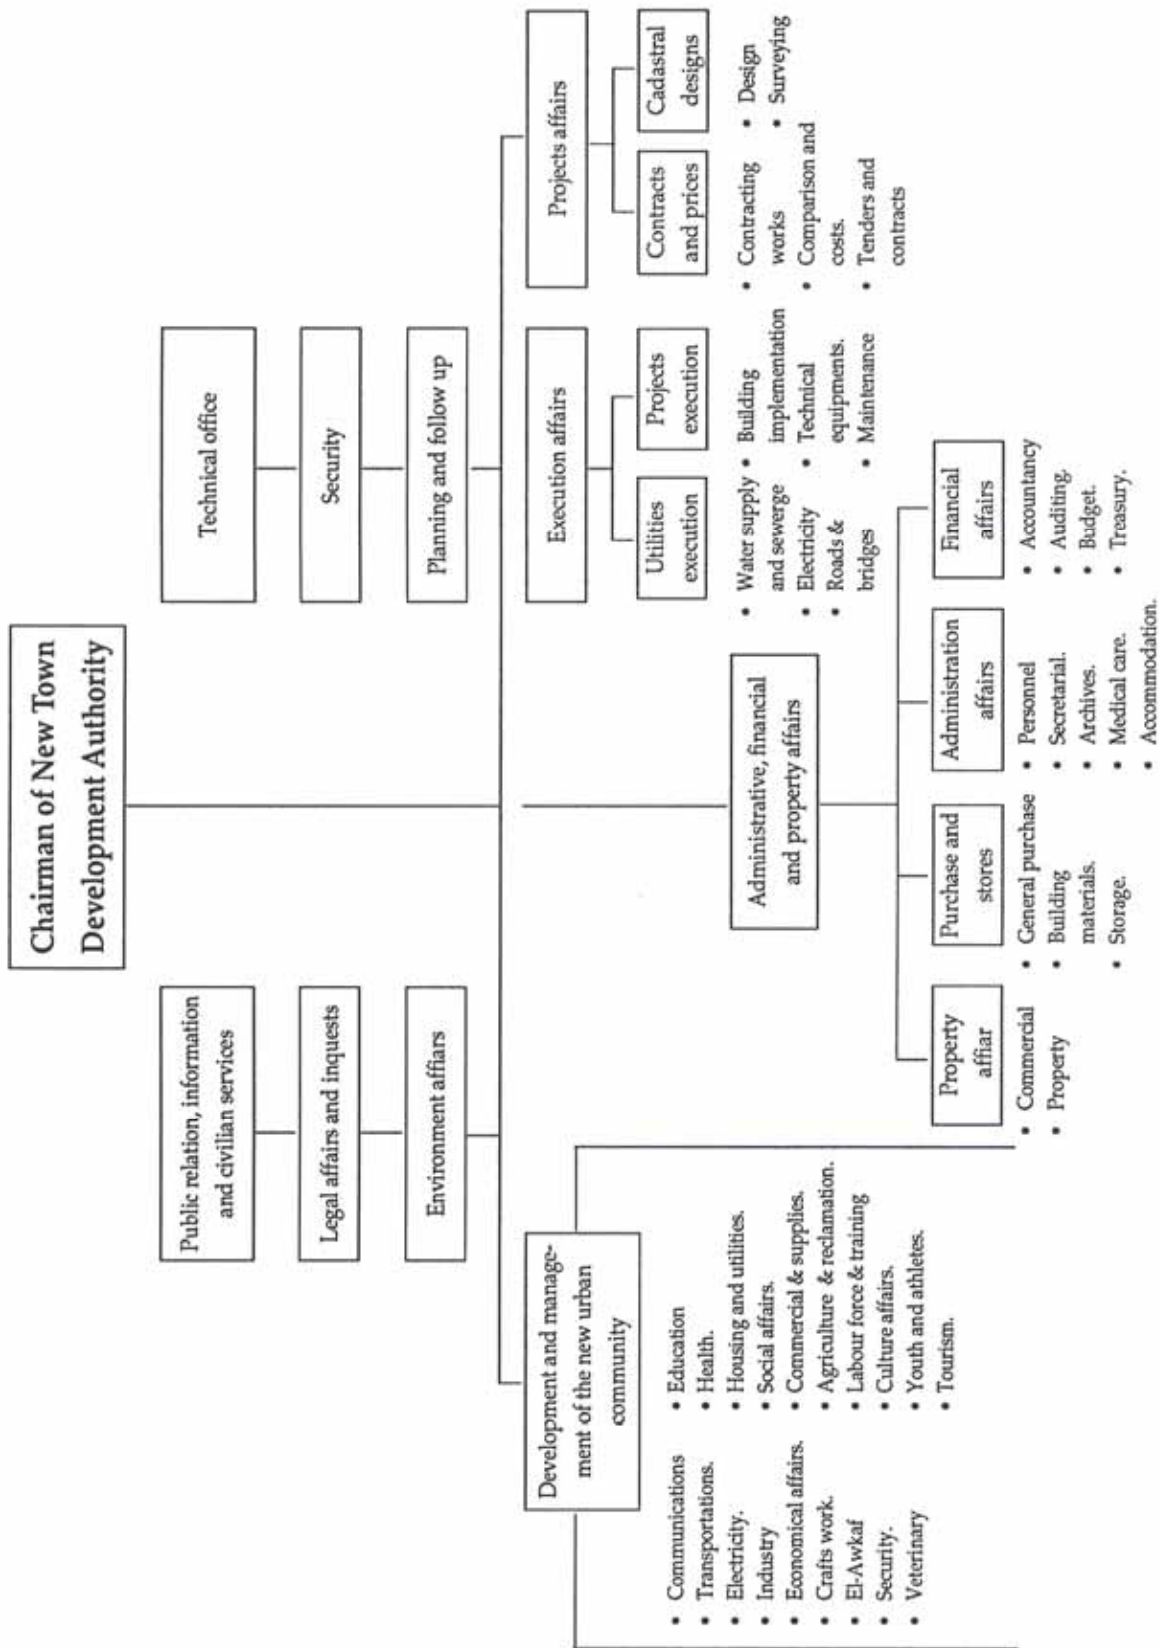 Chairman of New Town
Development Authority
Public relation, information
and civilian services
Legal affairs and inquests
Environment affiars
Technical office
Security
Planning and follow up
Development and manage-
ment of the new urban
community
• Communications
• Transportations.
• Electricity.
• Industry
• Economical affairs.
• Crafts work.
• El-Awkaf
• Security.
• Veterinary
• Education
• Health.
• Housing and utilities.
• Social affairs.
• Commercial & supplies.
• Agriculture & reclamation.
• Labour force & training
• Culture affairs.
• Youth and athletes.
• Tourism.
Administrative, financial
and property affairs
Property
affiar
• Commercial
• Property
Purchase and
stores
• General purchase
• Building
materials.
• Storage.
Administration
affairs
• Personnel
• Secretarial.
• Archives.
• Medical care.
• Accommodation.
Financial
affairs
• Accountancy
• Auditing.
• Budget.
• Treasury.
Execution affairs
Utilities
execution
• Water supply
and sewerge
• Electricity
• Roads &
bridges
Projects
execution
• Building
implementation
• Technical
equipments.
• Maintenance
Projects affairs
Contracts
and prices
• Contracting
works
• Comparison and
costs.
• Tenders and
contracts
Cadastral
designs
• Design
• Surveying